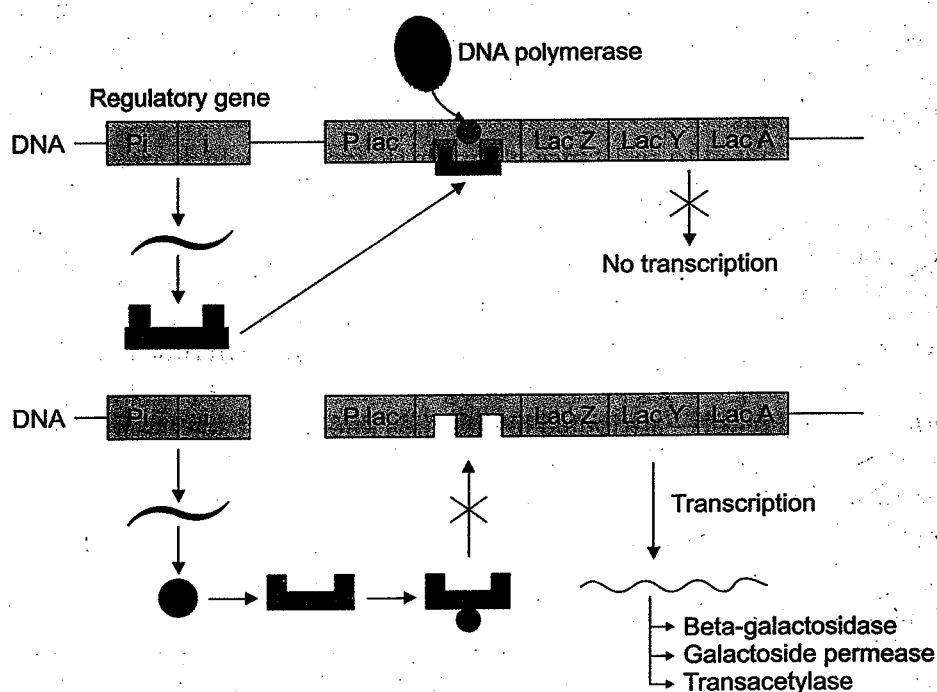 DNA polymerase
Regulatory gene
DNA
Pi
i
P lac
Lac Z
Lac Y
Lac A
No transcription
DNA
Pi
i
P lac
Lac Z
Lac Y
Lac A
Transcription
Beta-galactosidase
Galactoside permease
Transacetylase